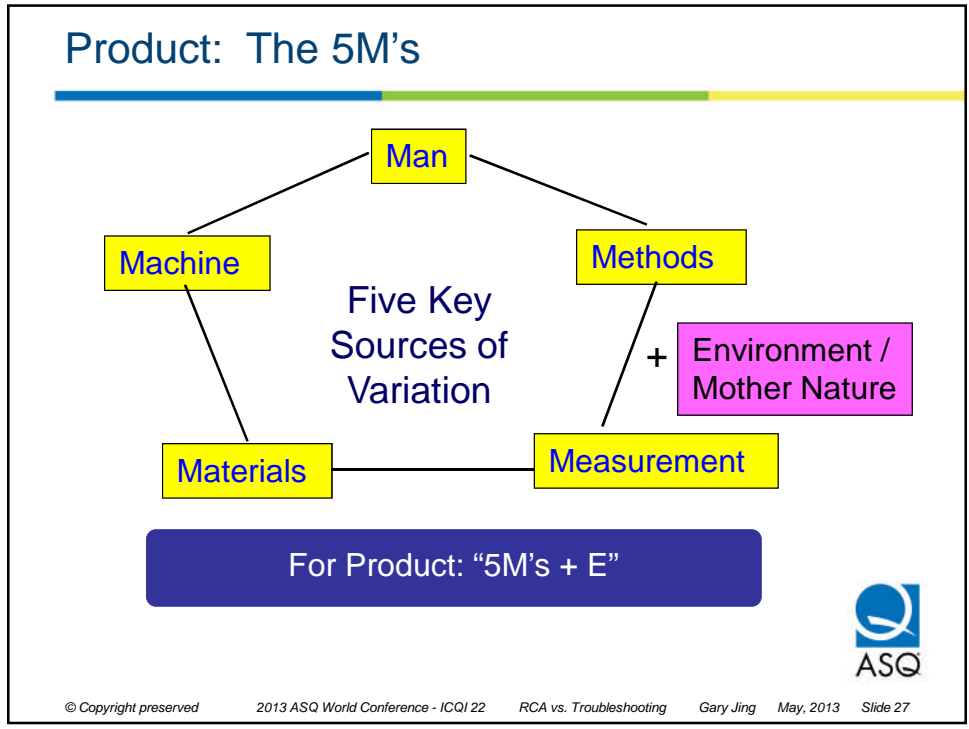 Product: The 5M's
Man
Machine
Methods
Five Key
Sources of
Variation
+
Environment /
Mother Nature
Materials
Measurement
For Product: “5M's + E”
ASQ
© Copyright preserved 2013 ASQ World Conference - ICQI 22 RCA vs. Troubleshooting Gary Jing May, 2013 Slide 27